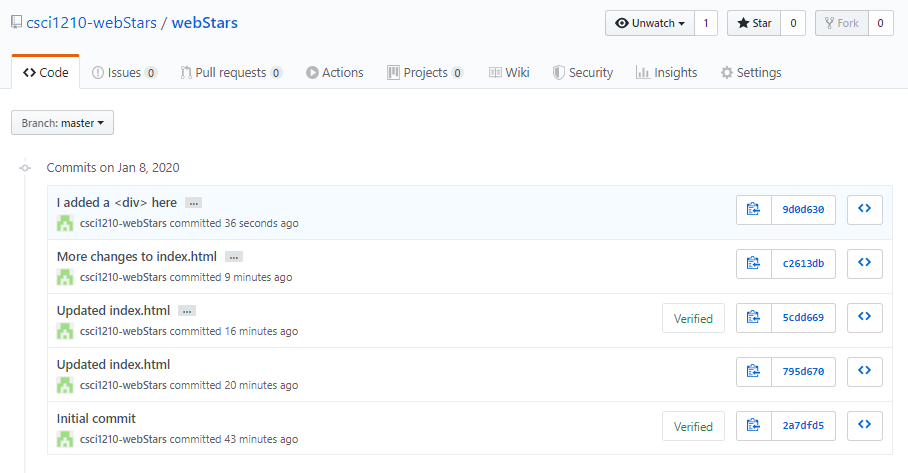 csci1210-webStars / webStars
Unwatch 1 Star 0 Fork 0
Code Issues 0 Pull requests 0 Actions Projects 0 Wiki Security Insights Settings
Branch: master
Commits on Jan 8, 2020
I added a <div> here ...
csci1210-webStars committed 36 seconds ago
9d0d630
More changes to index.html ...
csci1210-webStars committed 9 minutes ago
c2613db
Updated index.html ...
csci1210-webStars committed 16 minutes ago
Verified 5cdd669
Updated index.html
csci1210-webStars committed 20 minutes ago
795d670
Initial commit
csci1210-webStars committed 43 minutes ago
Verified 2a7dfd5